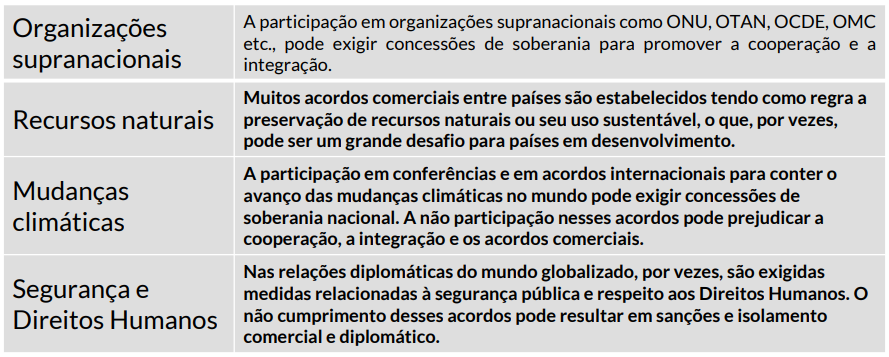 Organizações
supranacionais
A participação em organizações supranacionais como ONU, OTAN, OCDE, OMC
etc., pode exigir concessões de soberania para promover a cooperação e a
integração.
Recursos naturais
Muitos acordos comerciais entre países são estabelecidos tendo como regra a
preservação de recursos naturais ou seu uso sustentável, o que, por vezes,
pode ser um grande desafio para países em desenvolvimento.
Mudanças
climáticas
A participação em conferências e em acordos internacionais para conter o
avanço das mudanças climáticas no mundo pode exigir concessões de
soberania nacional. A não participação nesses acordos pode prejudicar a
cooperação, a integração e os acordos comerciais.
Segurança e
Direitos Humanos
Nas relações diplomáticas do mundo globalizado, por vezes, são exigidas
medidas relacionadas à segurança pública e respeito aos Direitos Humanos. O
não cumprimento desses acordos pode resultar em sanções e isolamento
comercial e diplomático.